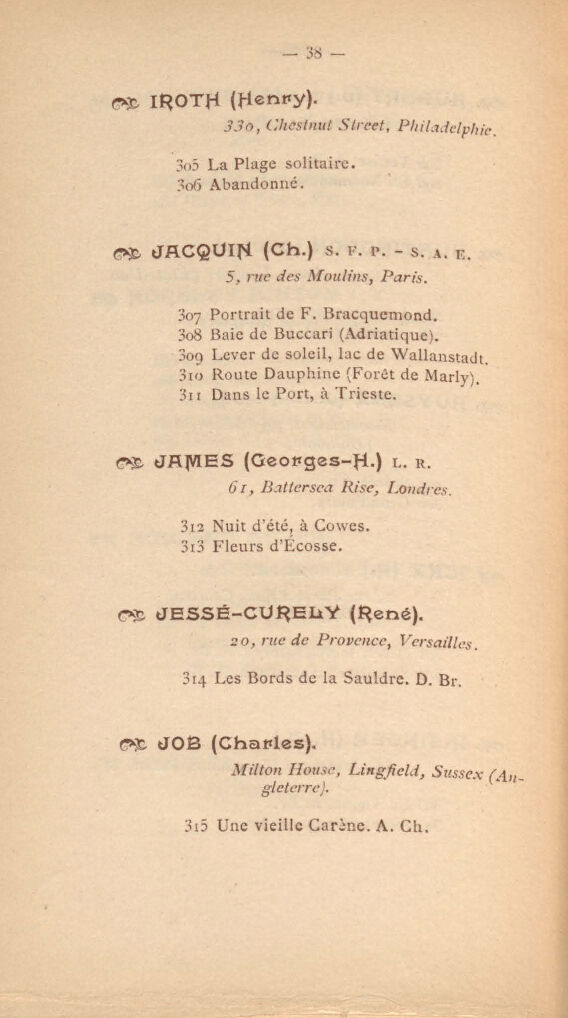 — 38 —
IROTH (Henry).
330, Chestnut Street, Philadelphie.
305 La Plage solitaire.
306 Abandonné.
JACQUIN (Ch.) S. F. P. – S. A. E.
5, rue des Moulins, Paris.
307 Portrait de F. Bracquemond.
308 Baie de Buccari (Adriatique).
309 Lever de soleil, lac de Wallanstadt.
310 Route Dauphine (Forêt de Marly).
311 Dans le Port, à Trieste.
JAMES (Georges-H.) L. R.
61, Battersea Rise, Londres.
312 Nuit d'été, à Cowes.
313 Fleurs d'Écosse.
JESSÉ-CURELY (René).
20, rue de Provence, Versailles.
314 Les Bords de la Sauldre. D. Br.
JOB (Charles).
Milton House, Lingfield, Sussex (An-
gleterre).
315 Une vieille Carène. A. Ch.